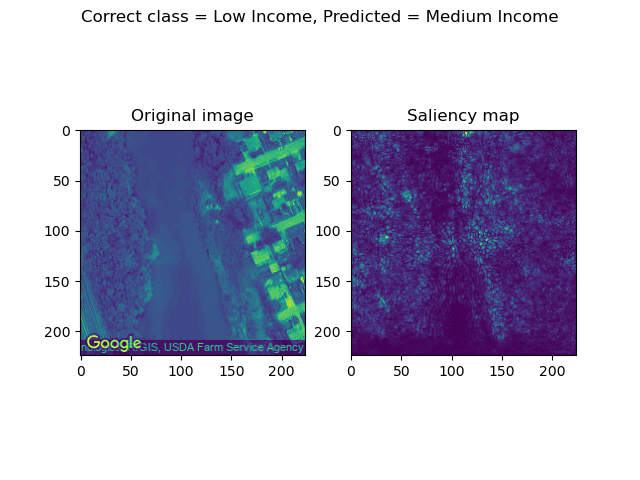 Correct class = Low Income, Predicted = Medium Income
Original image
Saliency map
0
50
100
150
200
0 50 100 150 200
0
50
100
150
200
0 50 100 150 200
Google
GIS, USDA Farm Service Agency